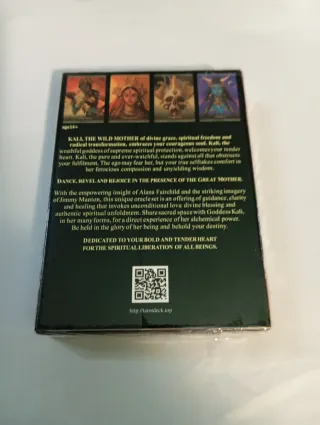 age14+
KALI, THE WILD MOTHER of divine grace, spiritual freedom and
radical transformation, embraces your courageous soul. Kali, the
wrathful goddess of supreme spiritual protection, welcomes your tender
heart. Kali, the pure and ever-watchful, stands against all that obstructs
your fulfilment. The ego may fear her, but your true self takes comfort in
her ferocious compassion and unyielding wisdom.
DANCE, REVEL AND REJOICE IN THE PRESENCE OF THE GREAT MOTHER.
With the empowering insight of Alana Fairchild and the striking imagery
of Jimmy Manton, this unique oracle set is an offering of guidance, clarity
and healing that invokes unconditional love, divine blessing and
authentic spiritual unfoldment. Share sacred space with Goddess Kali,
in her many forms, for a direct experience of her alchemical power.
Be held in the glory of her being and behold your destiny.
DEDICATED TO YOUR BOLD AND TENDER HEART
FOR THE SPIRITUAL LIBERATION OF ALL BEINGS.
http://tarotdeck.top